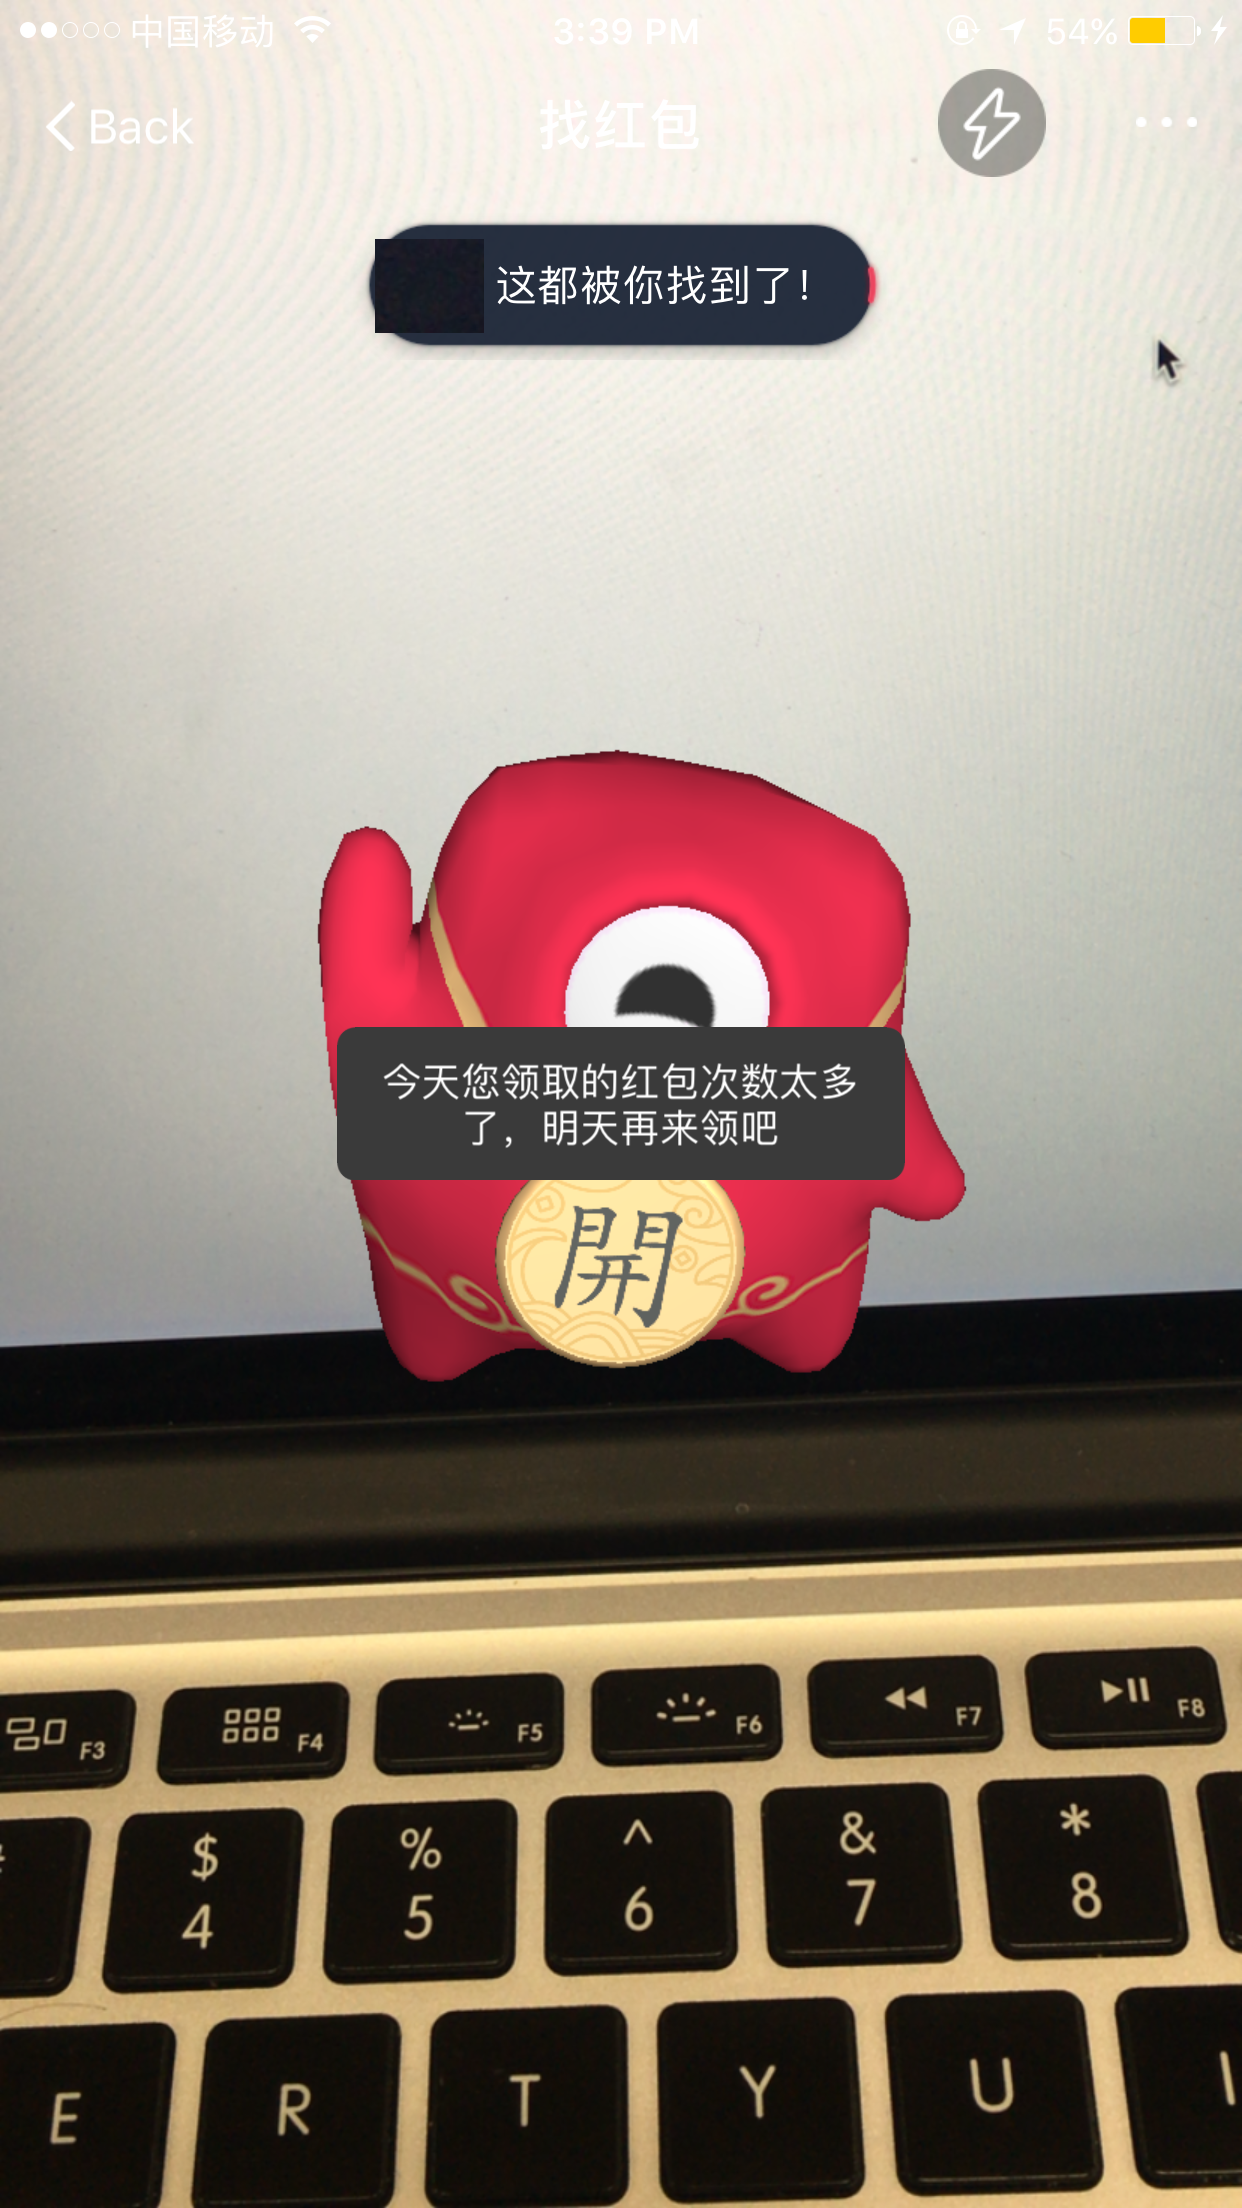 中国移动 3:39 PM 54%
Back 找红包
这都被你找到了!
今天您领取的红包次数太多
了，明天再来领吧
開
F3 F4 F5 F6 F7 F8
$ % ^ & *
4 5 6 7 8
E R T Y U I